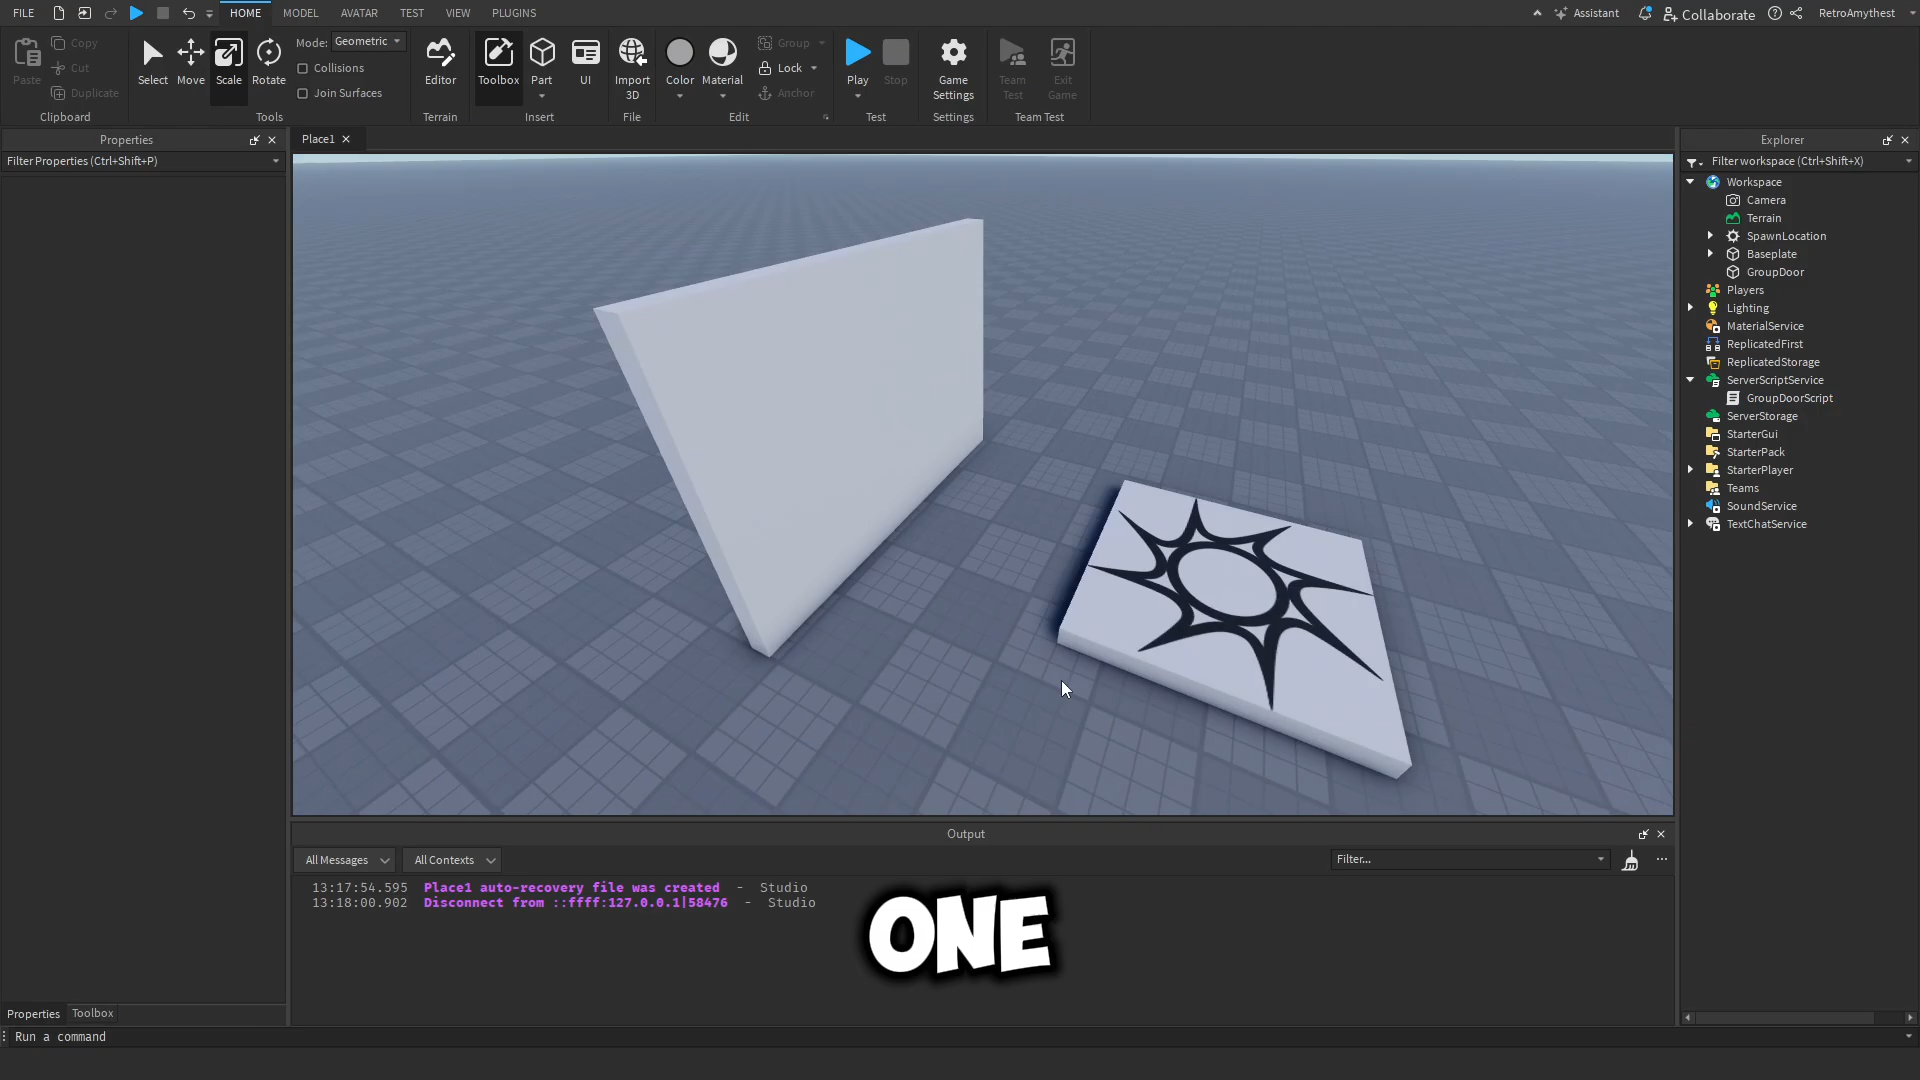 FILE HOME MODEL AVATAR TEST VIEW PLUGINS Assistant Collaborate RetroAmythest
Paste Copy Cut Duplicate
Clipboard
Select Move Scale Rotate
Mode: Geometric
Collisions
Join Surfaces
Tools
Editor
Terrain
Toolbox Part UI
Insert
Import 3D
File
Color Material
Group
Lock
Anchor
Edit
Play Stop
Test
Game Settings
Settings
Team Test
Exit Game
Team Test
Properties
Filter Properties (Ctrl+Shift+P)
Place1
Explorer
Filter workspace (Ctrl+Shift+X)
Workspace
Camera
Terrain
SpawnLocation
Baseplate
GroupDoor
Players
Lighting
MaterialService
ReplicatedFirst
ReplicatedStorage
ServerScriptService
GroupDoorScript
ServerStorage
StarterGui
StarterPack
StarterPlayer
Teams
SoundService
TextChatService
Output
All Messages All Contexts Filter...
13:17:54.595 Place1 auto-recovery file was created - Studio
13:18:00.902 Disconnect from ::ffff:127.0.0.1|58476 - Studio
ONE
Properties Toolbox
Run a command